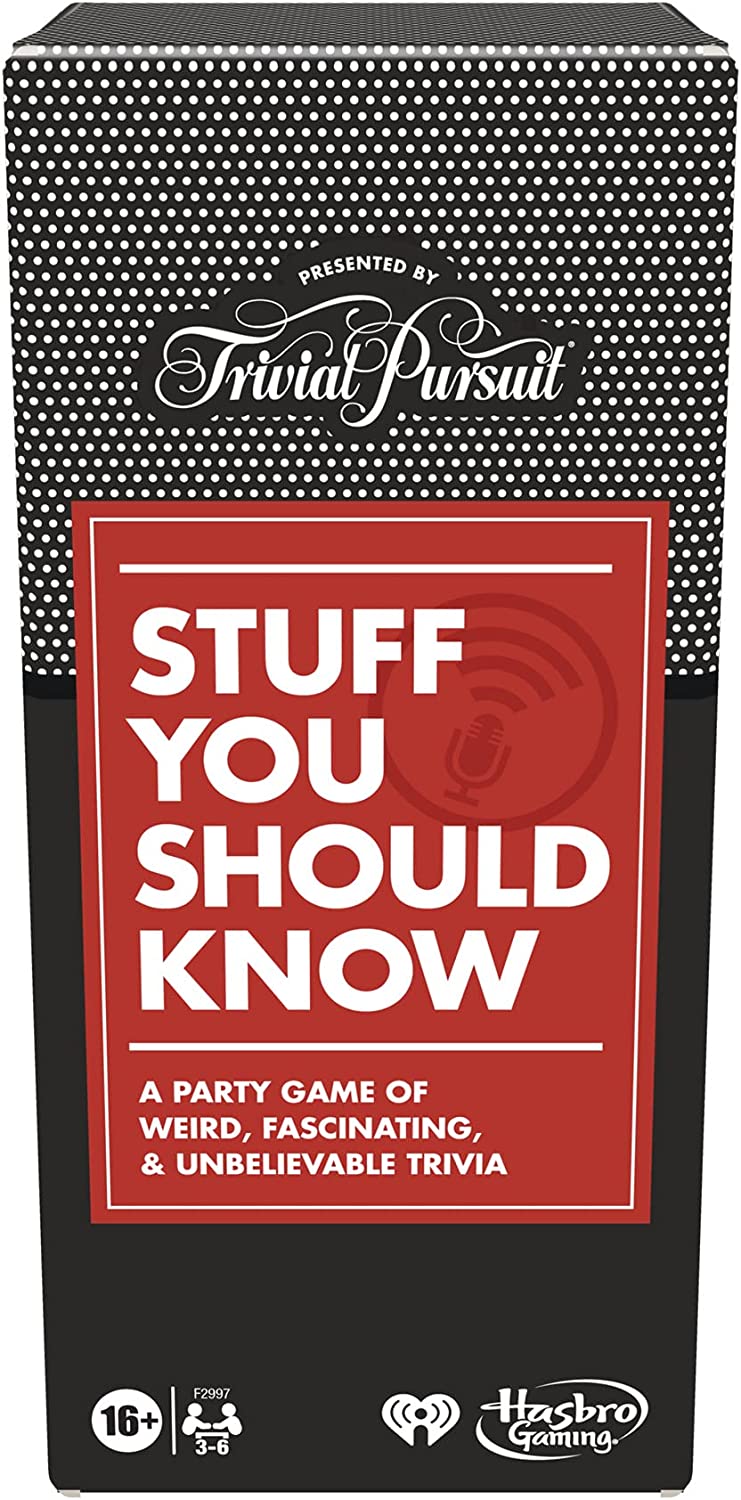 PRESENTED BY
Trivial Pursuit
STUFF
YOU
SHOULD
KNOW
A PARTY GAME OF
WEIRD, FASCINATING,
& UNBELIEVABLE TRIVIA
16+
F2997
3-6
Hasbro
Gaming